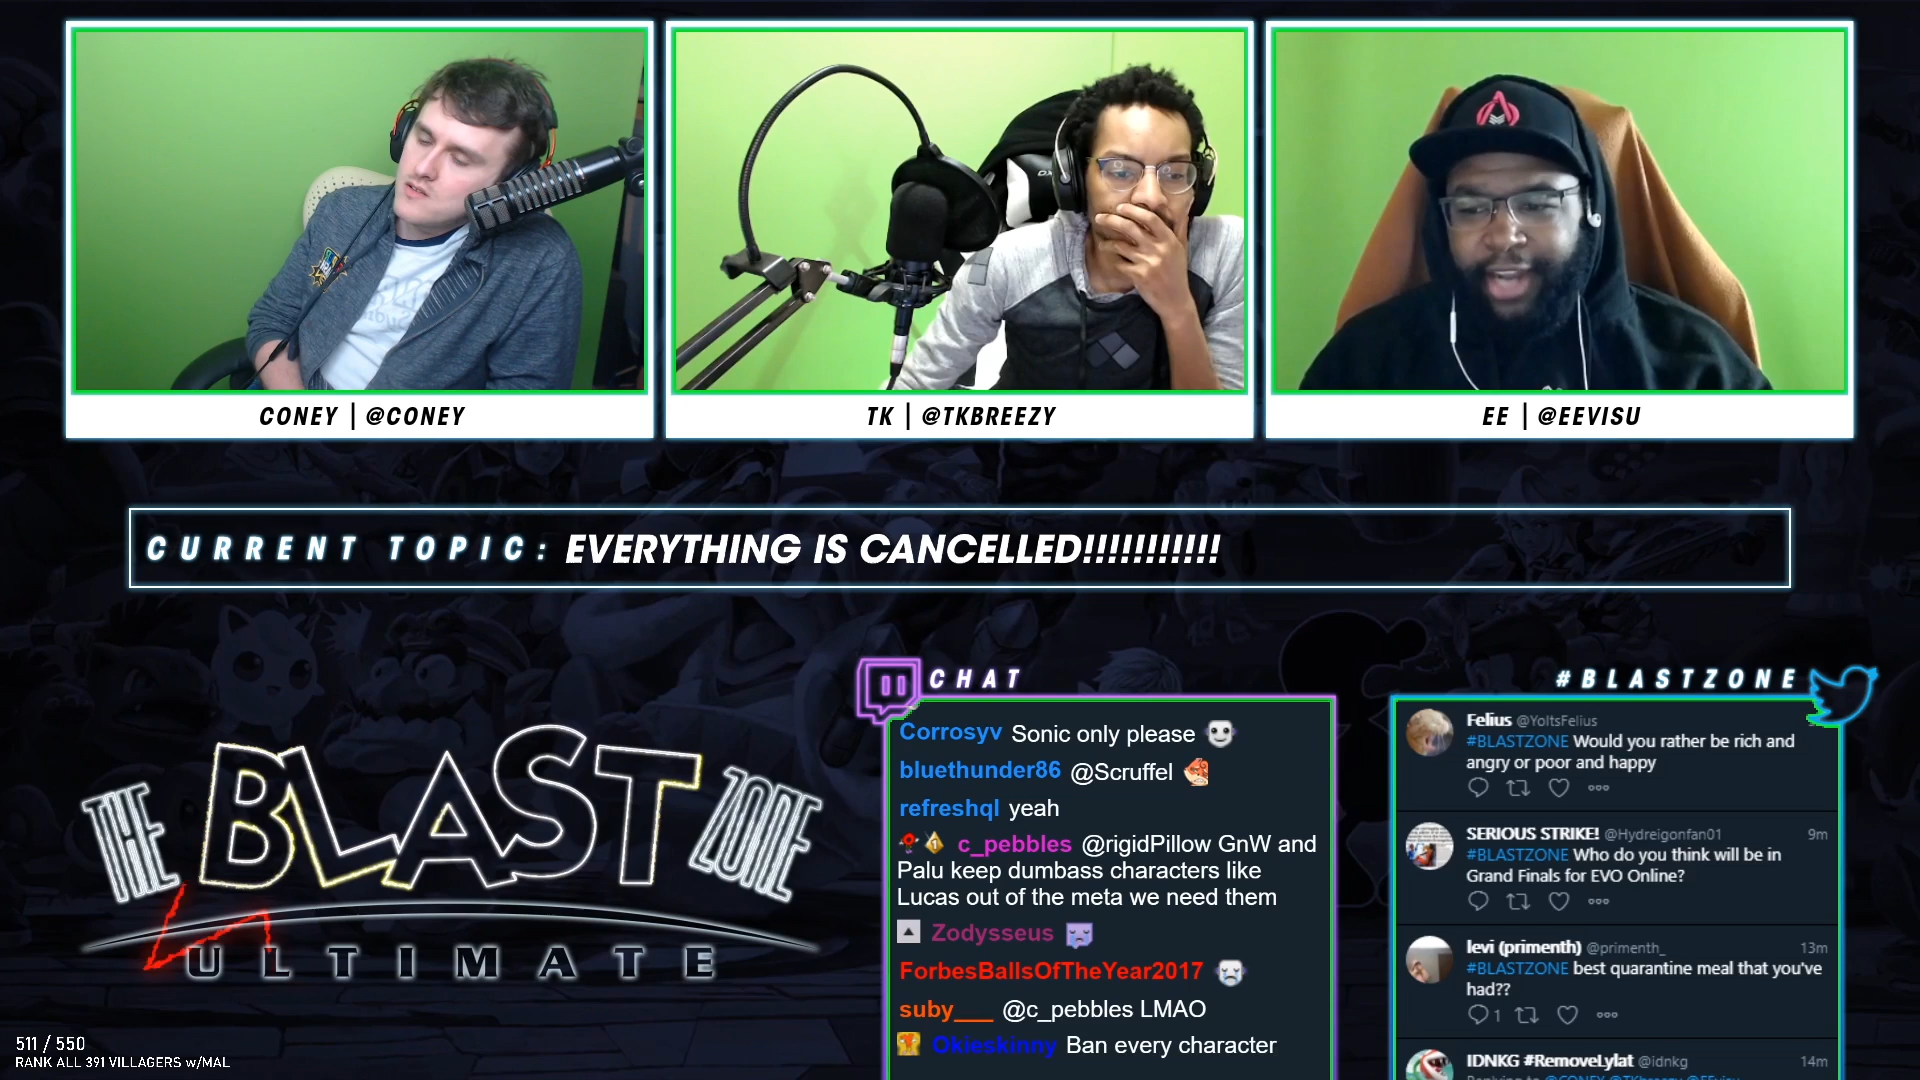 CONEY | @CONEY
TK | @TKBREEZY
EE | @EEVISU
CURRENT TOPIC: EVERYTHING IS CANCELLED!!!!!!!!!!!
THE BLAST ZONE
ULTIMATE
511 / 550
RANK ALL 391 VILLAGERS w/MAL
CHAT
Corrosyv Sonic only please
bluethunder86 @Scruffel
refreshql yeah
c_pebbles @rigidPillow GnW and
Palu keep dumbass characters like
Lucas out of the meta we need them
Zodysseus
ForbesBallsOfTheYear2017
suby___ @c_pebbles LMAO
Okieskinny Ban every character
#BLASTZONE
Felius @YoItsFelius
#BLASTZONE Would you rather be rich and
angry or poor and happy
SERIOUS STRIKE! @Hydreigonfan01 9m
#BLASTZONE Who do you think will be in
Grand Finals for EVO Online?
levi (primenth) @primenth_ 13m
#BLASTZONE best quarantine meal that you've
had??
1
IDNKG #RemoveLylat @idnkg 14m